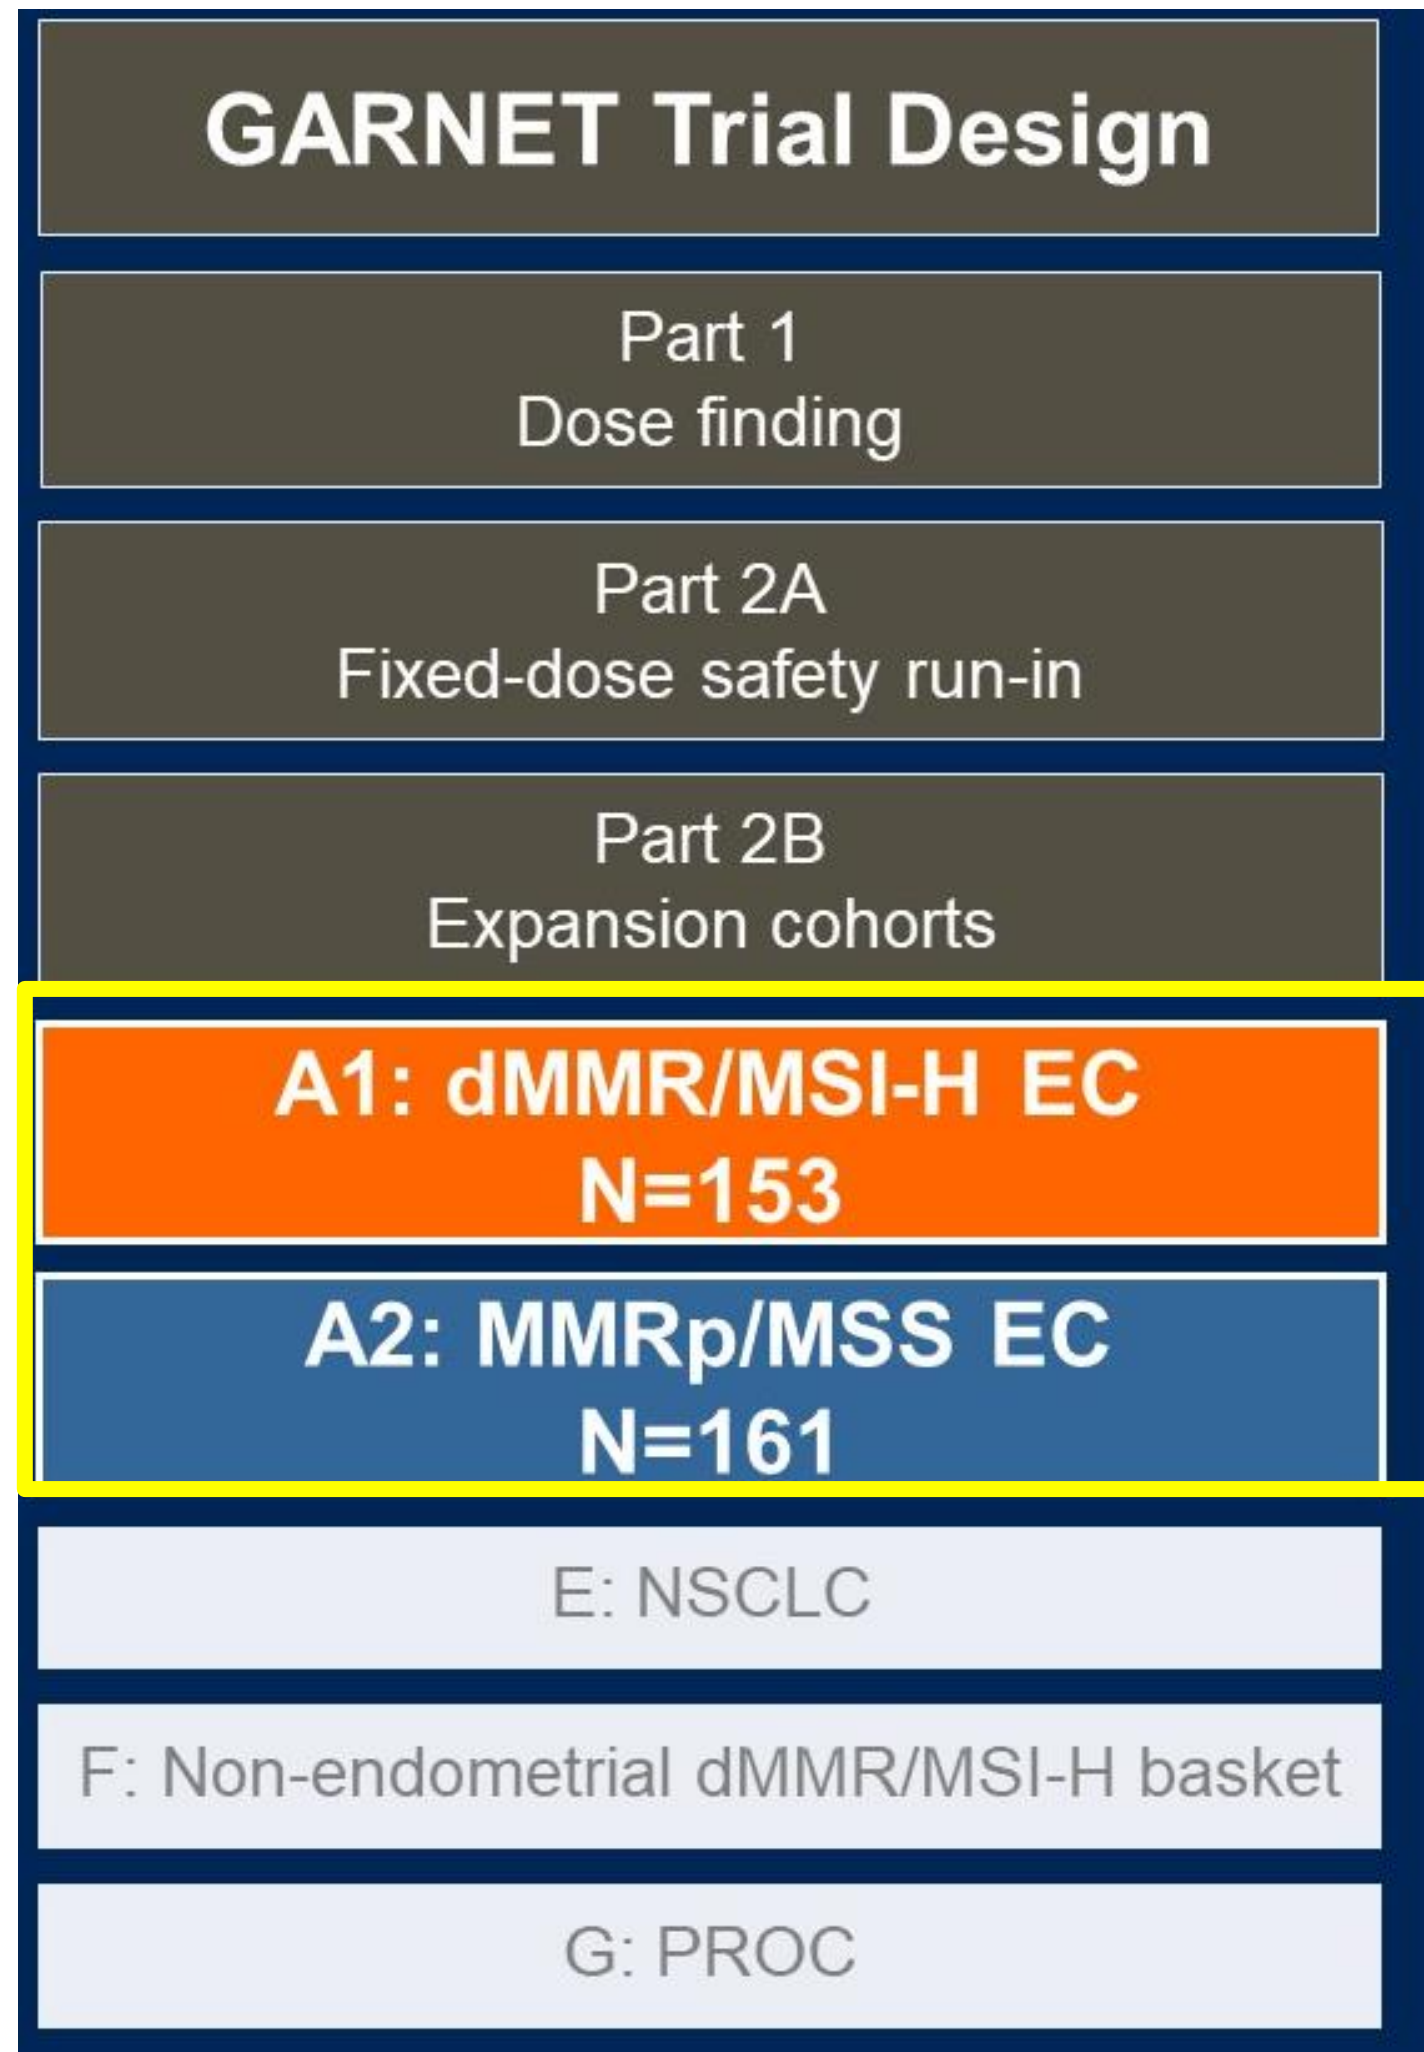 GARNET Trial Design
Part 1
Dose finding
Part 2A
Fixed-dose safety run-in
Part 2B
Expansion cohorts
A1: dMMR/MSI-H EC
N=153
A2: MMRp/MSS EC
N=161
E: NSCLC
F: Non-endometrial dMMR/MSI-H basket
G: PROC